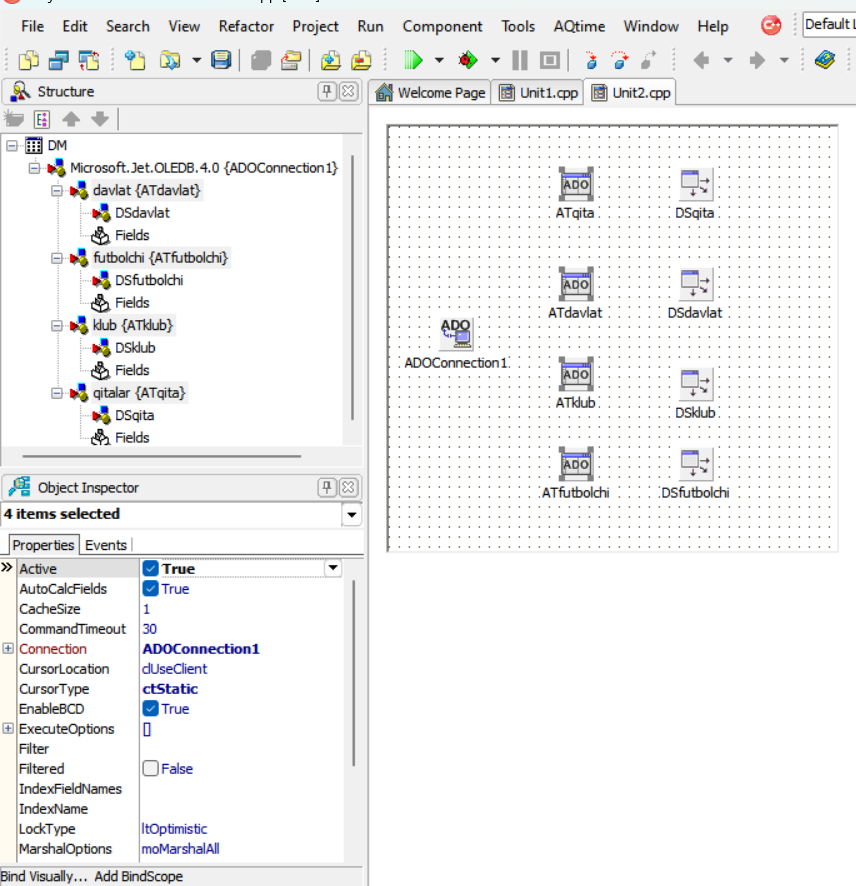 File Edit Search View Refactor Project Run Component Tools AQtime Window Help Default
Structure
Welcome Page Unit1.cpp Unit2.cpp
DM
Microsoft.Jet.OLEDB.4.0 {ADOConnection1}
davlat {ATdavlat}
DSdavlat
Fields
futbolchi {ATfutbolchi}
DSfutbolchi
Fields
klub {ATklub}
DSklub
Fields
qitalar {ATqita}
DSqita
Fields
ADO
ATqita
DSqita
ADO
ATdavlat
DSdavlat
ADO
ADOConnection1
ADO
ATklub
DSklub
ADO
ATfutbolchi
DSfutbolchi
Object Inspector
4 items selected
Properties Events
Active True
AutoCalcFields True
CacheSize 1
CommandTimeout 30
Connection ADOConnection1
CursorLocation clUseClient
CursorType ctStatic
EnableBCD True
ExecuteOptions []
Filter
Filtered False
IndexFieldNames
IndexName
LockType ltOptimistic
MarshalOptions moMarshalAll
Bind Visually... Add BindScope